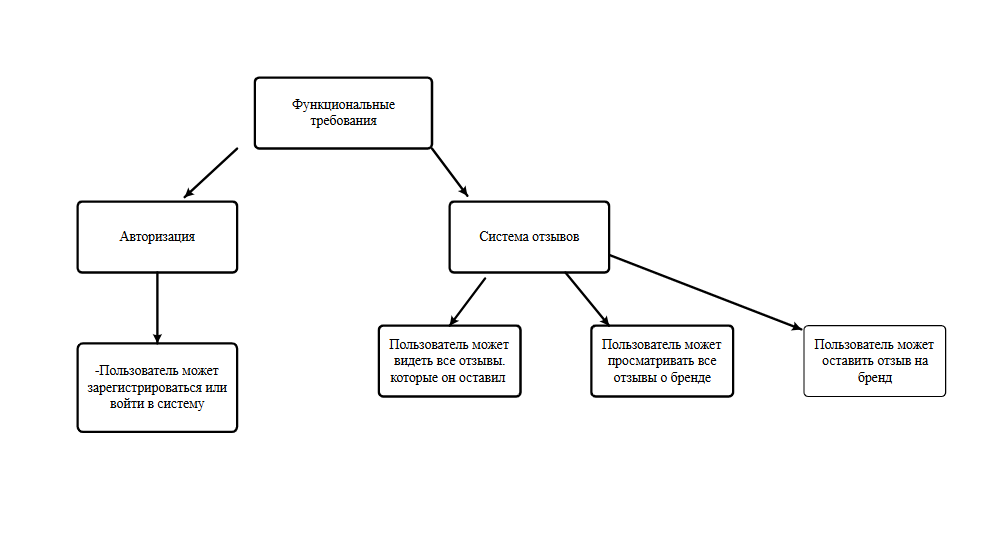 Функциональные
требования
Авторизация
Система отзывов
-Пользователь может
зарегистрироваться или
войти в систему
Пользователь может
видеть все отзывы.
которые он оставил
Пользователь может
просматривать все
отзывы о бренде
Пользователь может
оставить отзыв на
бренд